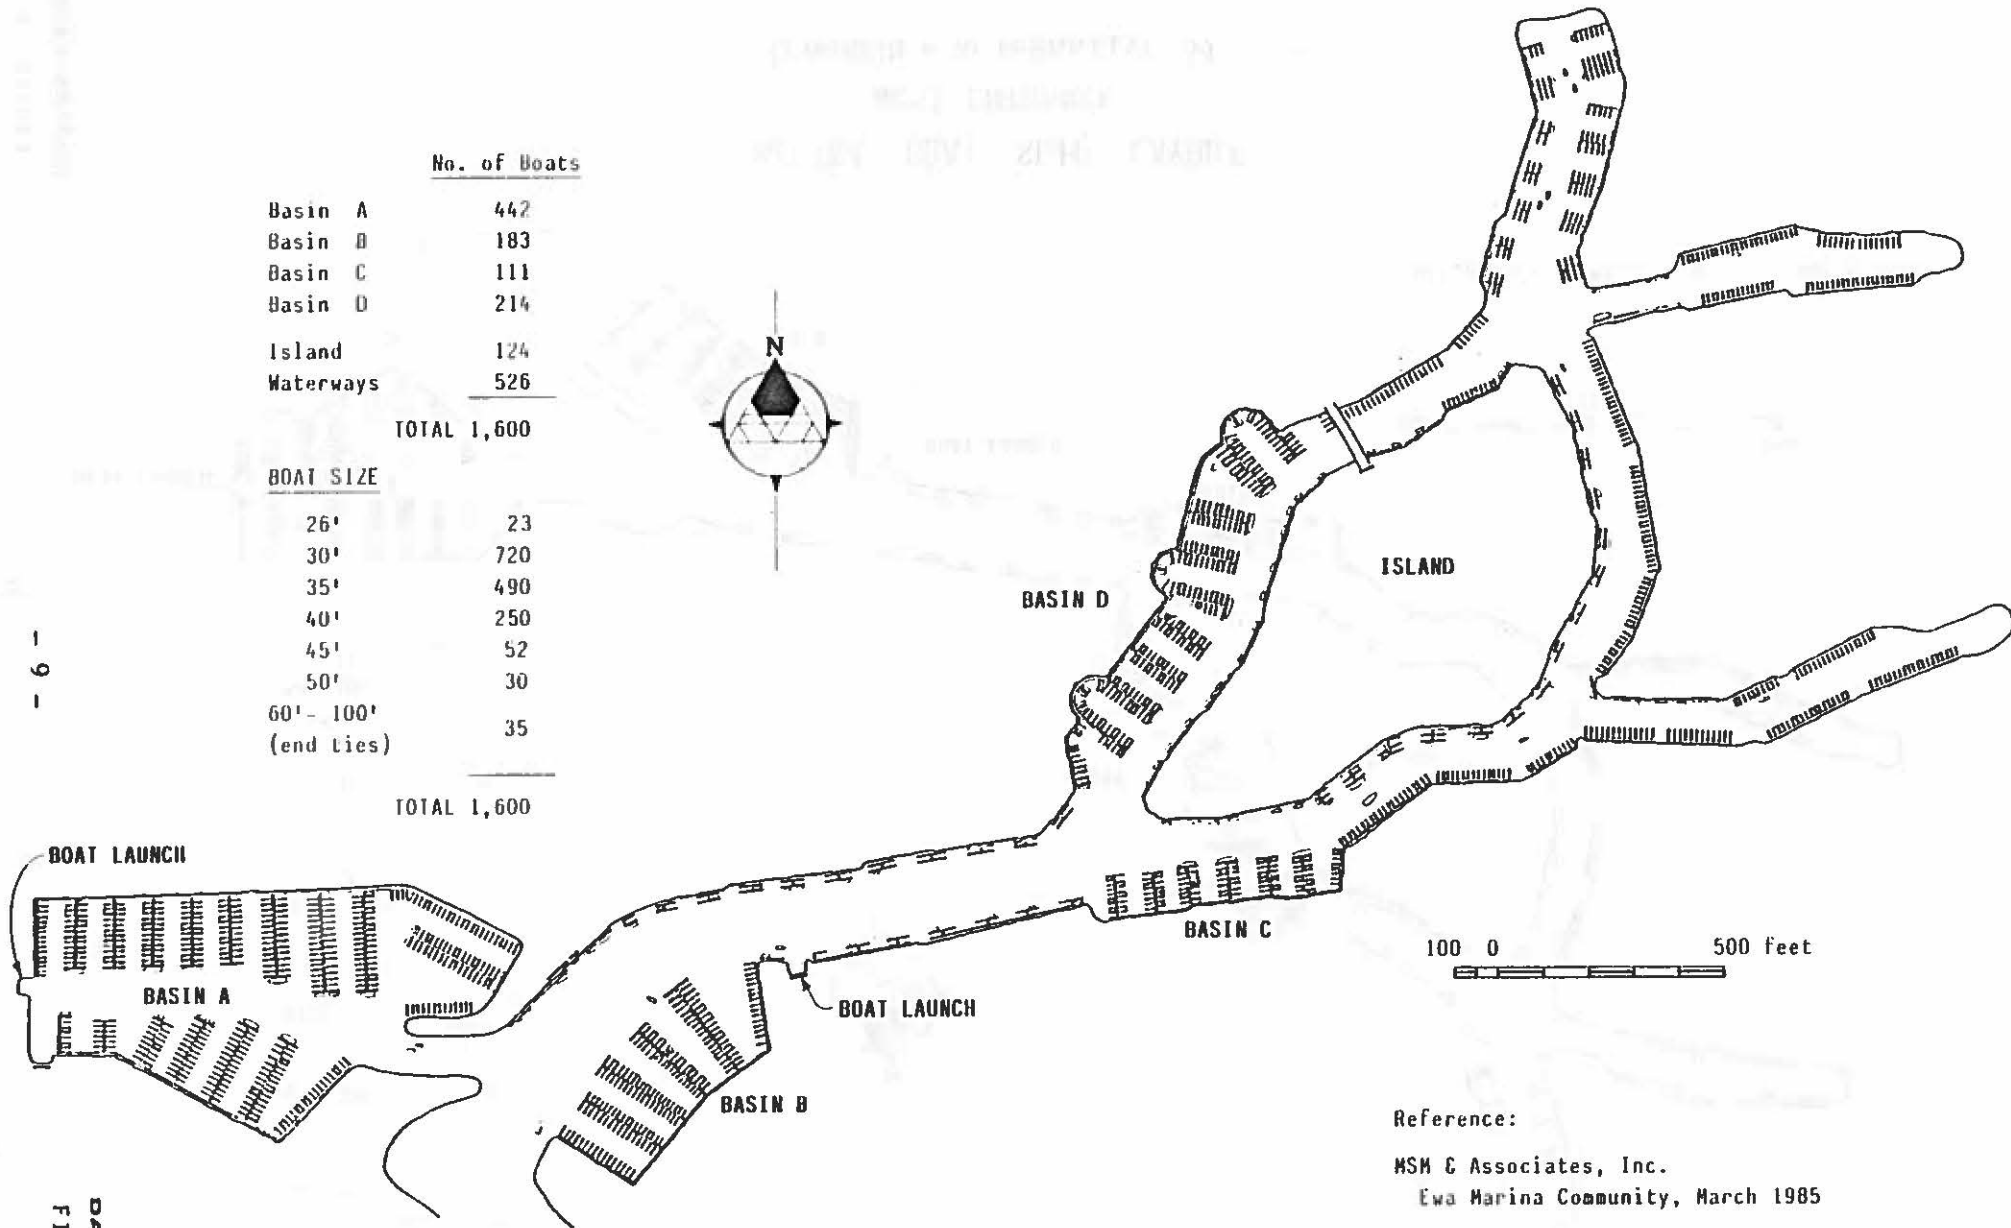 No. of Boats
Basin A 442
Basin B 183
Basin C 111
Basin D 214
Island 124
Waterways 526
TOTAL 1,600
BOAT SIZE
26' 23
30' 720
35' 490
40' 250
45' 52
50' 30
60'- 100'
(end ties) 35
TOTAL 1,600
N
BASIN D
ISLAND
BOAT LAUNCH
BASIN A
BASIN C
100 0 500 feet
BOAT LAUNCH
BASIN B
Reference:
MSM & Associates, Inc.
Ewa Marina Community, March 1985
- 9 -